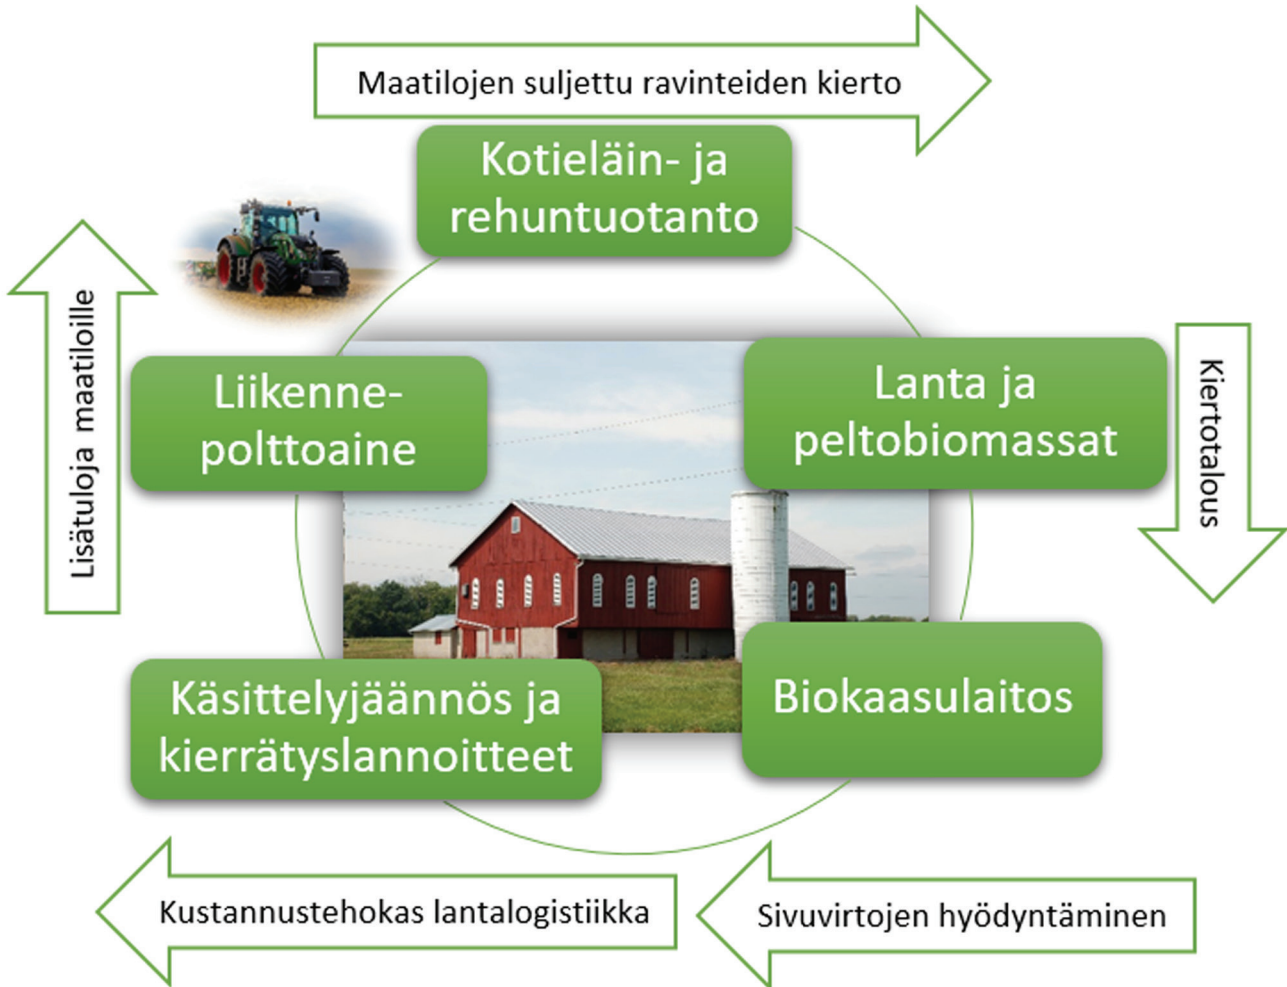 Maatilojen suljettu ravinteiden kierto
Kotieläin- ja
rehuntuotanto
Lisätuloja maatiloille
Liikenne-
polttoaine
Lanta ja
peltobiomassat
Kiertotalous
Käsittelyjäännös ja
kierrätyslannoitteet
Biokaasulaitos
Kustannustehokas lantalogistiikka
Sivuvirtojen hyödyntäminen